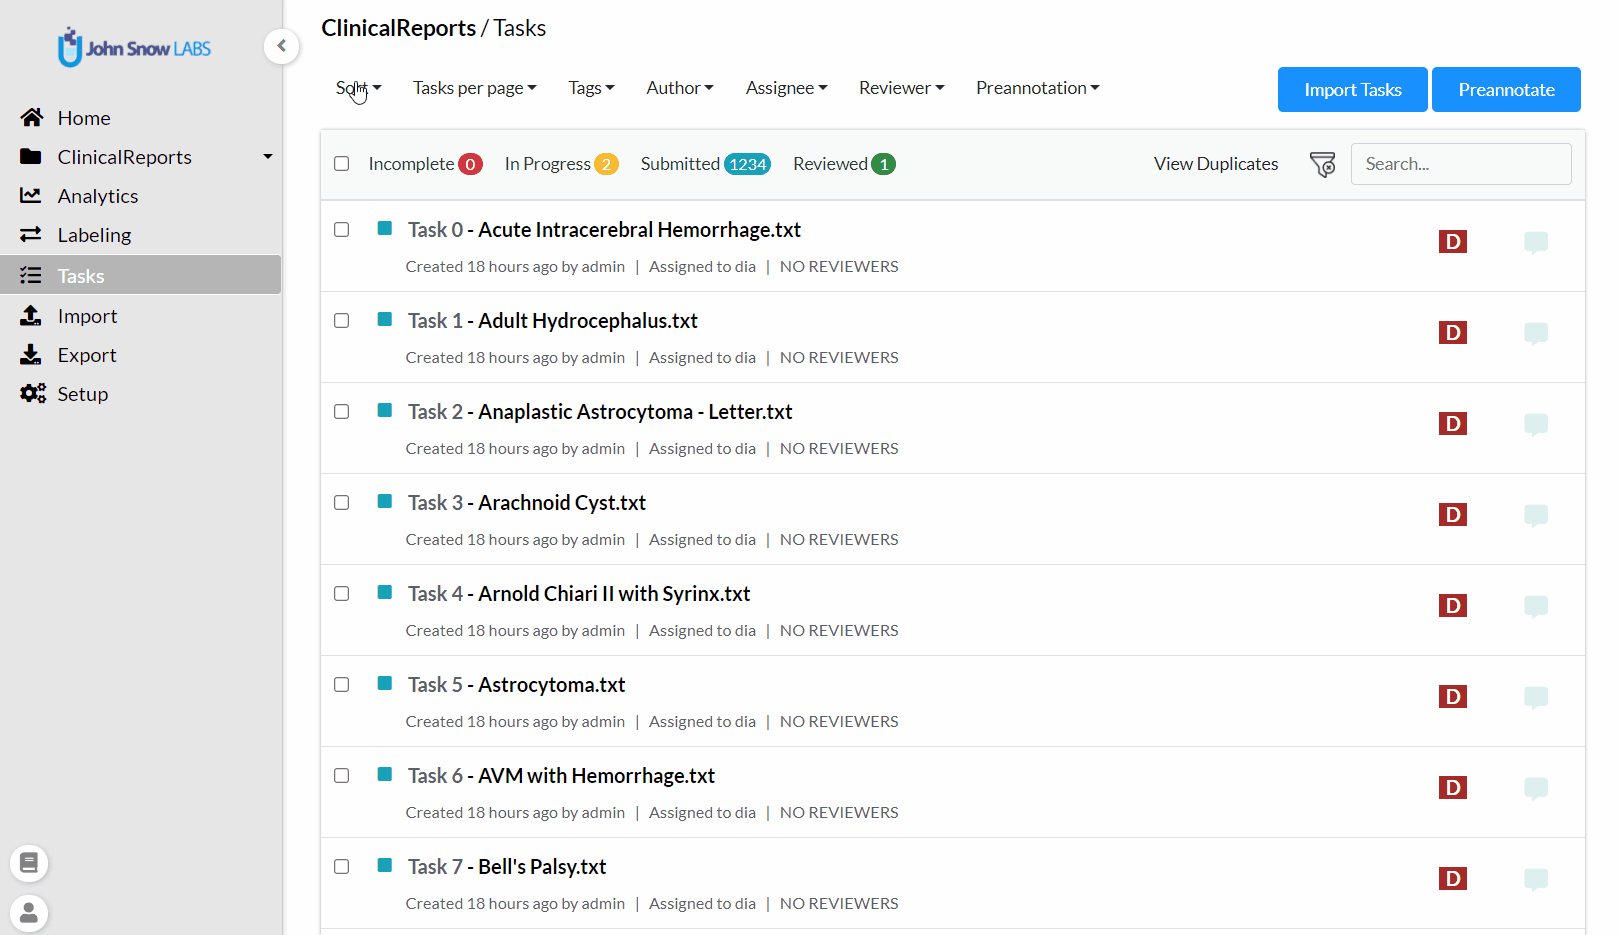 John Snow LABS
Home
ClinicalReports
Analytics
Labeling
Tasks
Import
Export
Setup
ClinicalReports / Tasks
Sort
Tasks per page
Tags
Author
Assignee
Reviewer
Preannotation
Import Tasks
Preannotate
Incomplete 0
In Progress 2
Submitted 1234
Reviewed 1
View Duplicates
Search...
Task 0 - Acute Intracerebral Hemorrhage.txt
D
Created 18 hours ago by admin | Assigned to dia | NO REVIEWERS
Task 1 - Adult Hydrocephalus.txt
D
Created 18 hours ago by admin | Assigned to dia | NO REVIEWERS
Task 2 - Anaplastic Astrocytoma - Letter.txt
D
Created 18 hours ago by admin | Assigned to dia | NO REVIEWERS
Task 3 - Arachnoid Cyst.txt
D
Created 18 hours ago by admin | Assigned to dia | NO REVIEWERS
Task 4 - Arnold Chiari II with Syrinx.txt
D
Created 18 hours ago by admin | Assigned to dia | NO REVIEWERS
Task 5 - Astrocytoma.txt
D
Created 18 hours ago by admin | Assigned to dia | NO REVIEWERS
Task 6 - AVM with Hemorrhage.txt
D
Created 18 hours ago by admin | Assigned to dia | NO REVIEWERS
Task 7 - Bell's Palsy.txt
D
Created 18 hours ago by admin | Assigned to dia | NO REVIEWERS